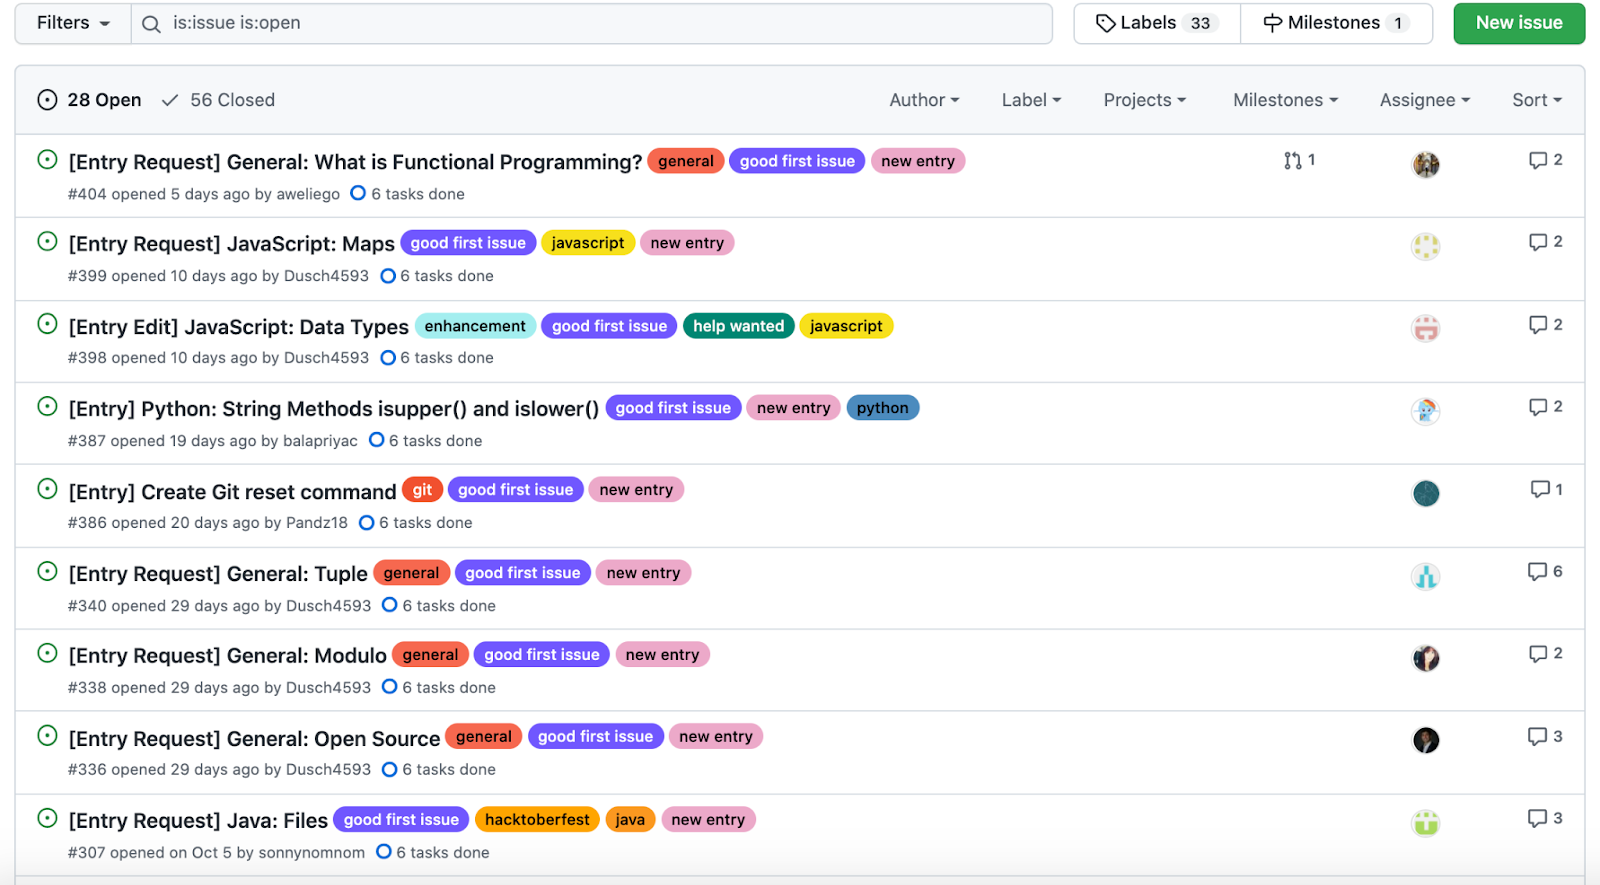 Filters is:issue is:open Labels 33 Milestones 1 New issue
28 Open 56 Closed Author Label Projects Milestones Assignee Sort
[Entry Request] General: What is Functional Programming? general good first issue new entry 1 2
#404 opened 5 days ago by aweliego 6 tasks done
[Entry Request] JavaScript: Maps good first issue javascript new entry 2
#399 opened 10 days ago by Dusch4593 6 tasks done
[Entry Edit] JavaScript: Data Types enhancement good first issue help wanted javascript 2
#398 opened 10 days ago by Dusch4593 6 tasks done
[Entry] Python: String Methods isupper() and islower() good first issue new entry python 2
#387 opened 19 days ago by balapriyac 6 tasks done
[Entry] Create Git reset command git good first issue new entry 1
#386 opened 20 days ago by Pandz18 6 tasks done
[Entry Request] General: Tuple general good first issue new entry 6
#340 opened 29 days ago by Dusch4593 6 tasks done
[Entry Request] General: Modulo general good first issue new entry 2
#338 opened 29 days ago by Dusch4593 6 tasks done
[Entry Request] General: Open Source general good first issue new entry 3
#336 opened 29 days ago by Dusch4593 6 tasks done
[Entry Request] Java: Files good first issue hacktoberfest java new entry 3
#307 opened on Oct 5 by sonnynomnom 6 tasks done